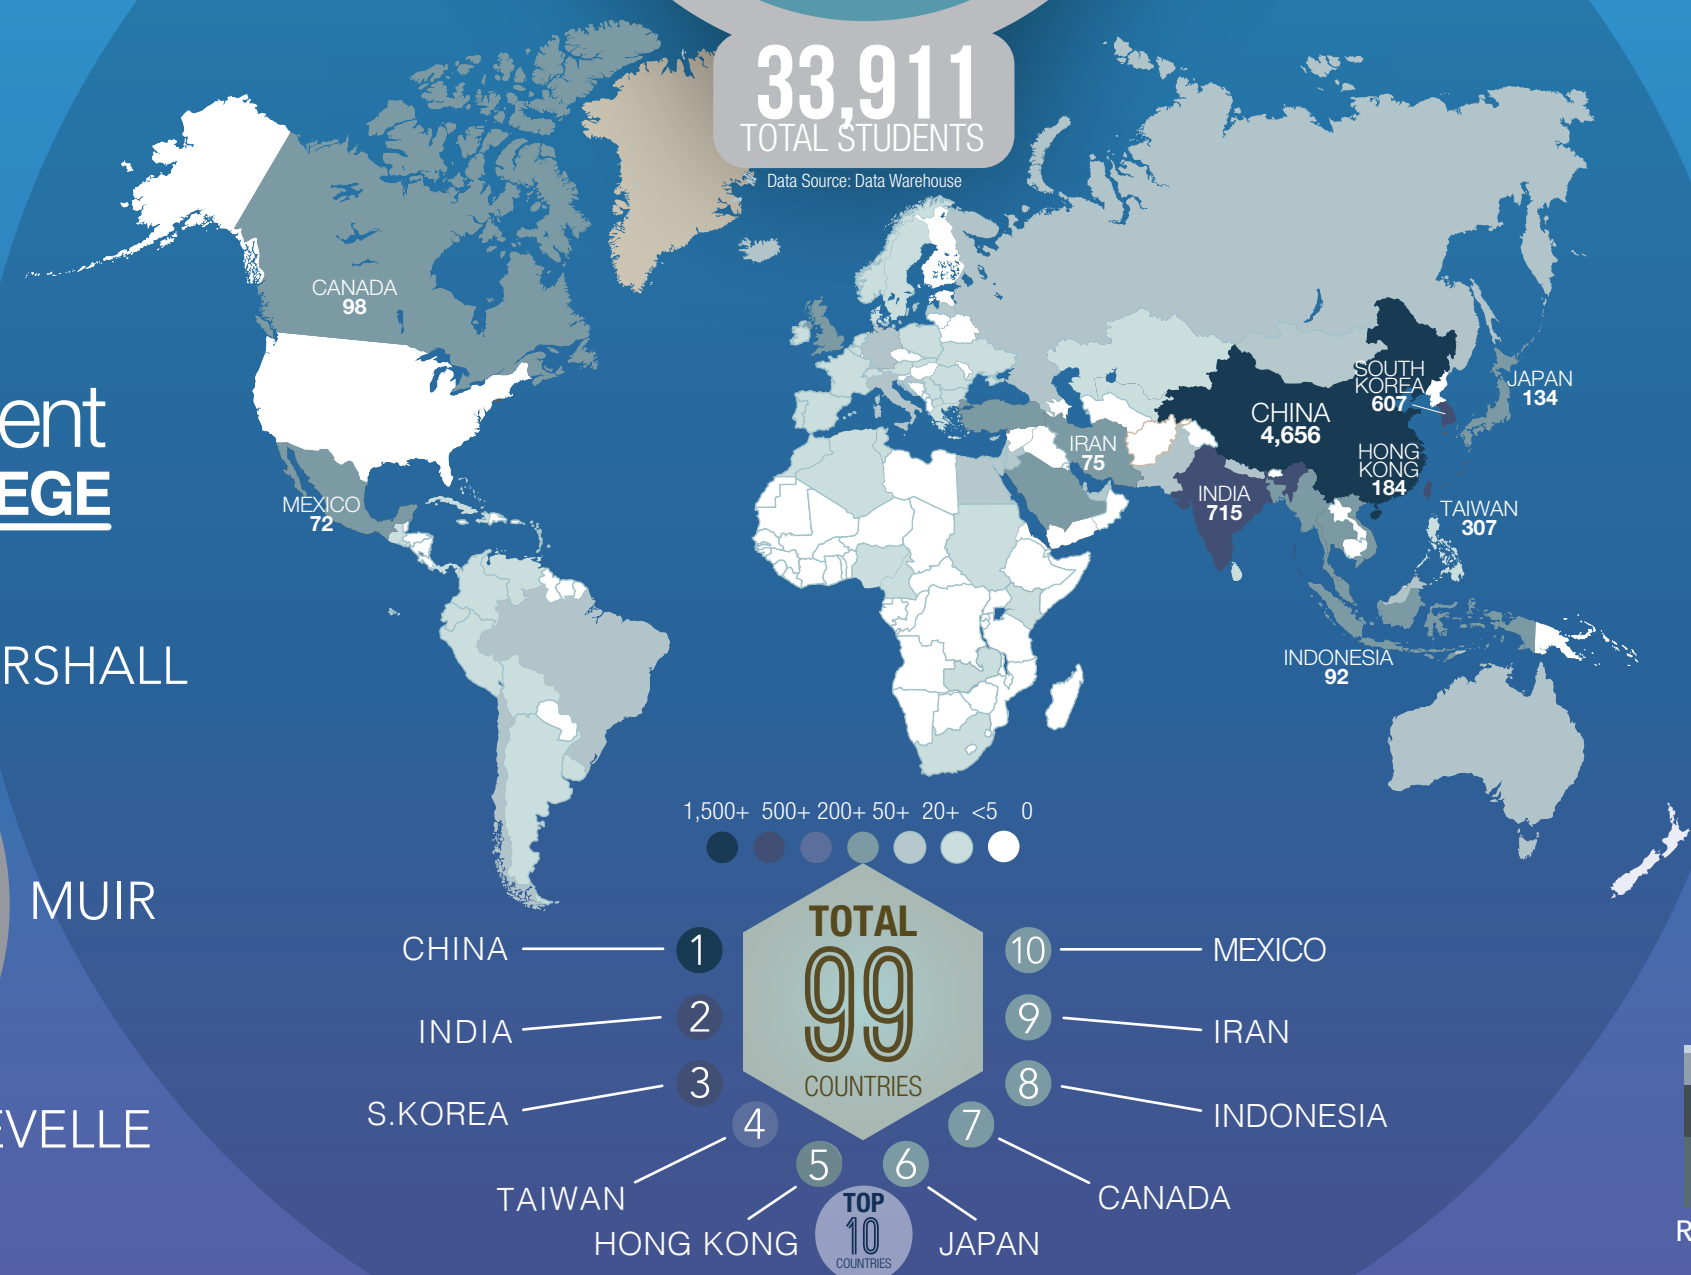 33,911
TOTAL STUDENTS
Data Source: Data Warehouse
CANADA
98
MEXICO
72
IRAN
75
INDIA
715
CHINA
4,656
SOUTH
KOREA
607
JAPAN
134
HONG
KONG
184
TAIWAN
307
INDONESIA
92
ent
EGE
RSHALL
MUIR
EVELLE
1,500+ 500+ 200+ 50+ 20+ <5 0
TOTAL
99
COUNTRIES
CHINA 1
INDIA 2
S.KOREA 3
4
TAIWAN
5
HONG KONG
6
JAPAN
7
CANADA
8 INDONESIA
9 IRAN
10 MEXICO
TOP
10
COUNTRIES
R